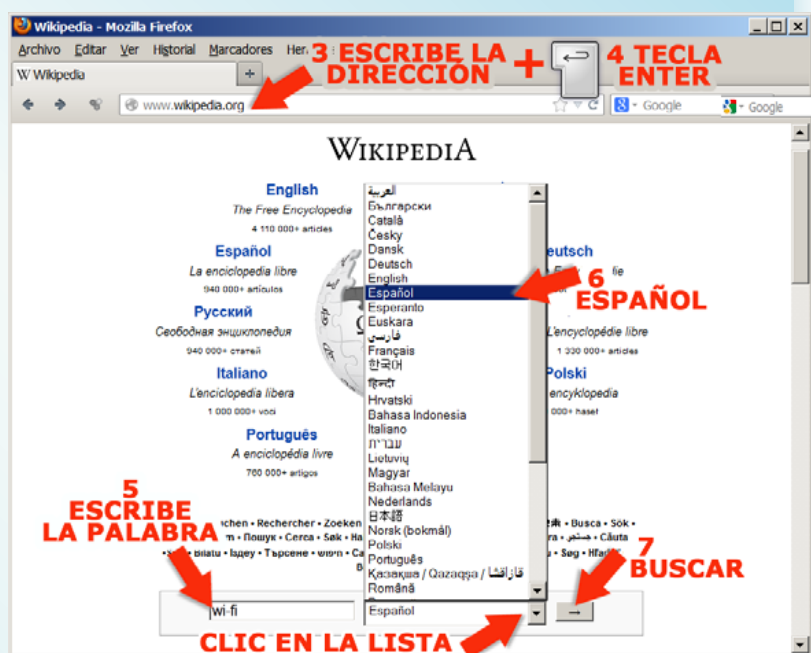 Wikipedia - Mozilla Firefox
Archivo Editar Ver Historial Marcadores
3 ESCRIBE LA DIRECCIÓN +
4 TECLA ENTER
W Wikipedia
+
www.wikipedia.org
Google
Google
WIKIPEDIA
English
The Free Encyclopedia
4 110 000+ articles
Español
La enciclopedia libre
940 000+ artículos
Русский
Свободная энциклопедия
940 000+ статей
Italiano
L'enciclopedia libera
1 000 000+ voci
Português
A enciclopédia livre
760 000+ artigos
eutsch
L'encyclopédie libre
1 330 000+ articles
Polski
encyklopedia
000+ haseł
العربية
Български
Català
Česky
Dansk
Deutsch
English
Español
Esperanto
Euskara
فارسی
Français
한국어
हिन्दी
Hrvatski
Bahasa Indonesia
Italiano
עברית
Lietuvių
Magyar
Bahasa Melayu
Nederlands
日本語
Norsk (bokmål)
Polski
Português
Қазақша / Qazaqşa / قازاقشا
Română
6 ESPAÑOL
5 ESCRIBE LA PALABRA
chen • Rechercher • Zoeken
• Busca • Sök •
Пошук • Cerca • Søk •
جستجو • Căuta
Bilatu • Іздеу • Търсене • חיפוש •
• Søg •
7 BUSCAR
wi-fi
Español
→
CLIC EN LA LISTA